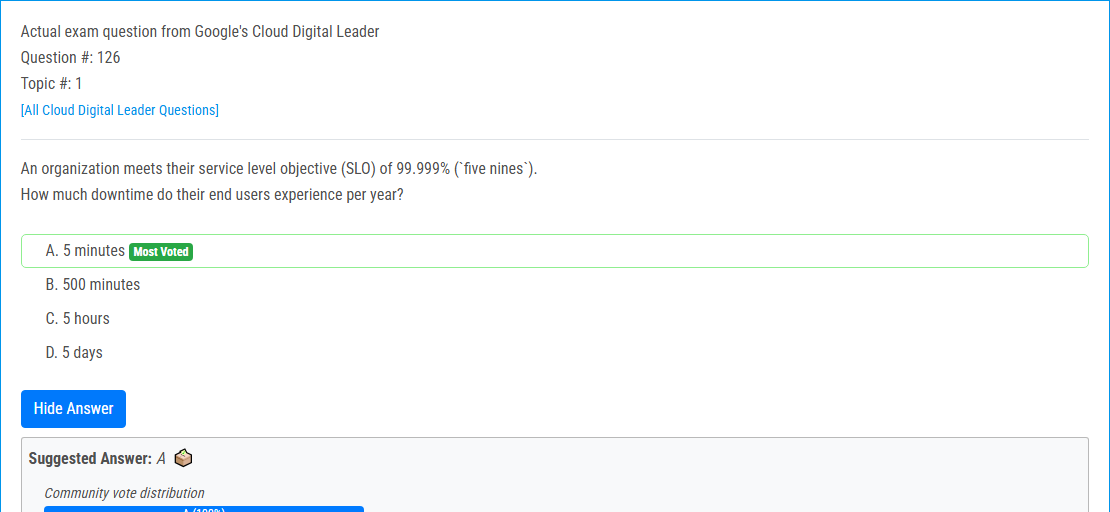 Actual exam question from Google's Cloud Digital Leader
Question #: 126
Topic #: 1
[All Cloud Digital Leader Questions]
An organization meets their service level objective (SLO) of 99.999% (`five nines`).
How much downtime do their end users experience per year?
A. 5 minutes Most Voted
B. 500 minutes
C. 5 hours
D. 5 days
Hide Answer
Suggested Answer: A
Community vote distribution
A (100%)